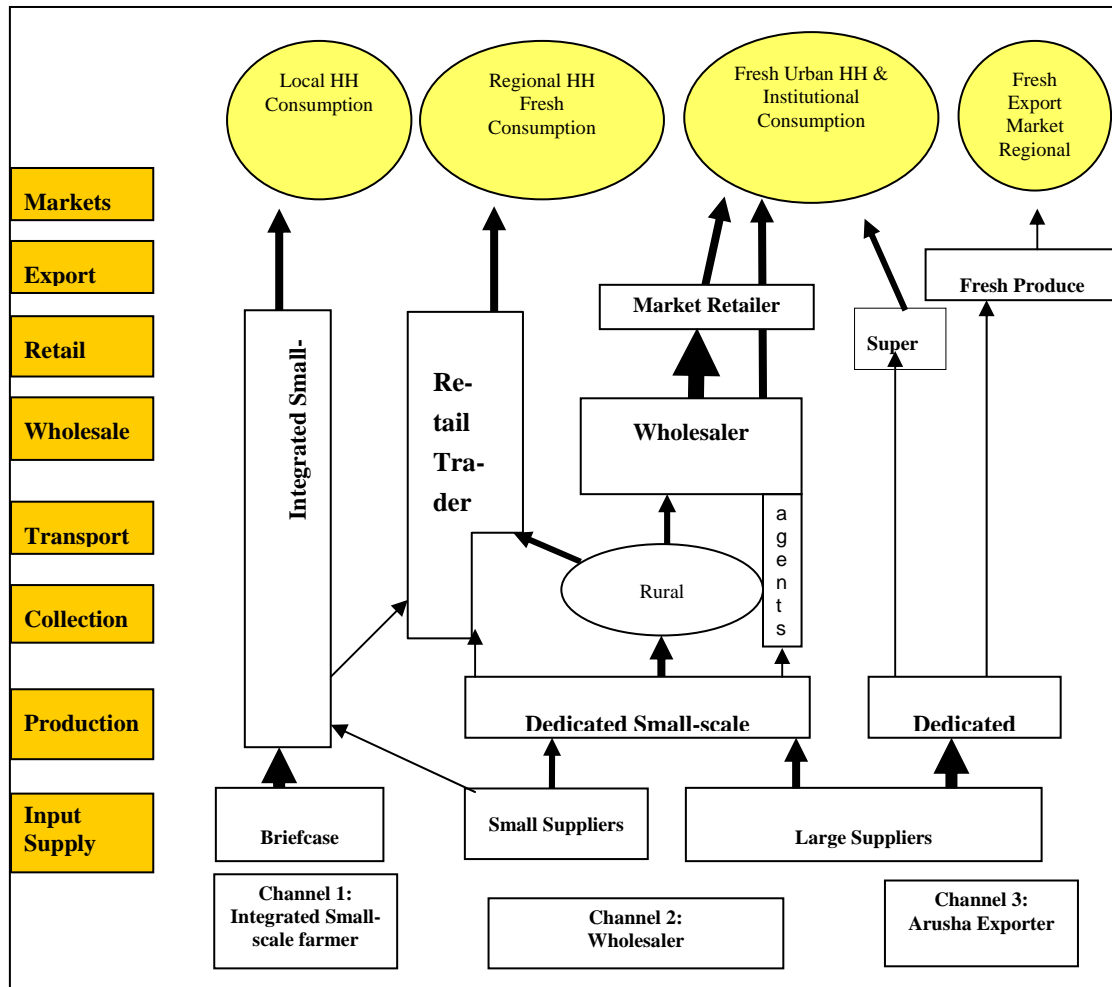 Local HH
Consumption
Regional HH
Fresh
Consumption
Fresh Urban HH &
Institutional
Consumption
Fresh
Export
Market
Regional
Markets
Export
Fresh Produce
Market Retailer
Retail
Super
Integrated Small-
Re-
tail
Tra-
der
Wholesale
Wholesaler
Transport
a
g
e
n
t
s
Collection
Rural
Production
Dedicated Small-scale
Dedicated
Input
Supply
Briefcase
Small Suppliers
Large Suppliers
Channel 1:
Integrated Small-
scale farmer
Channel 2:
Wholesaler
Channel 3:
Arusha Exporter